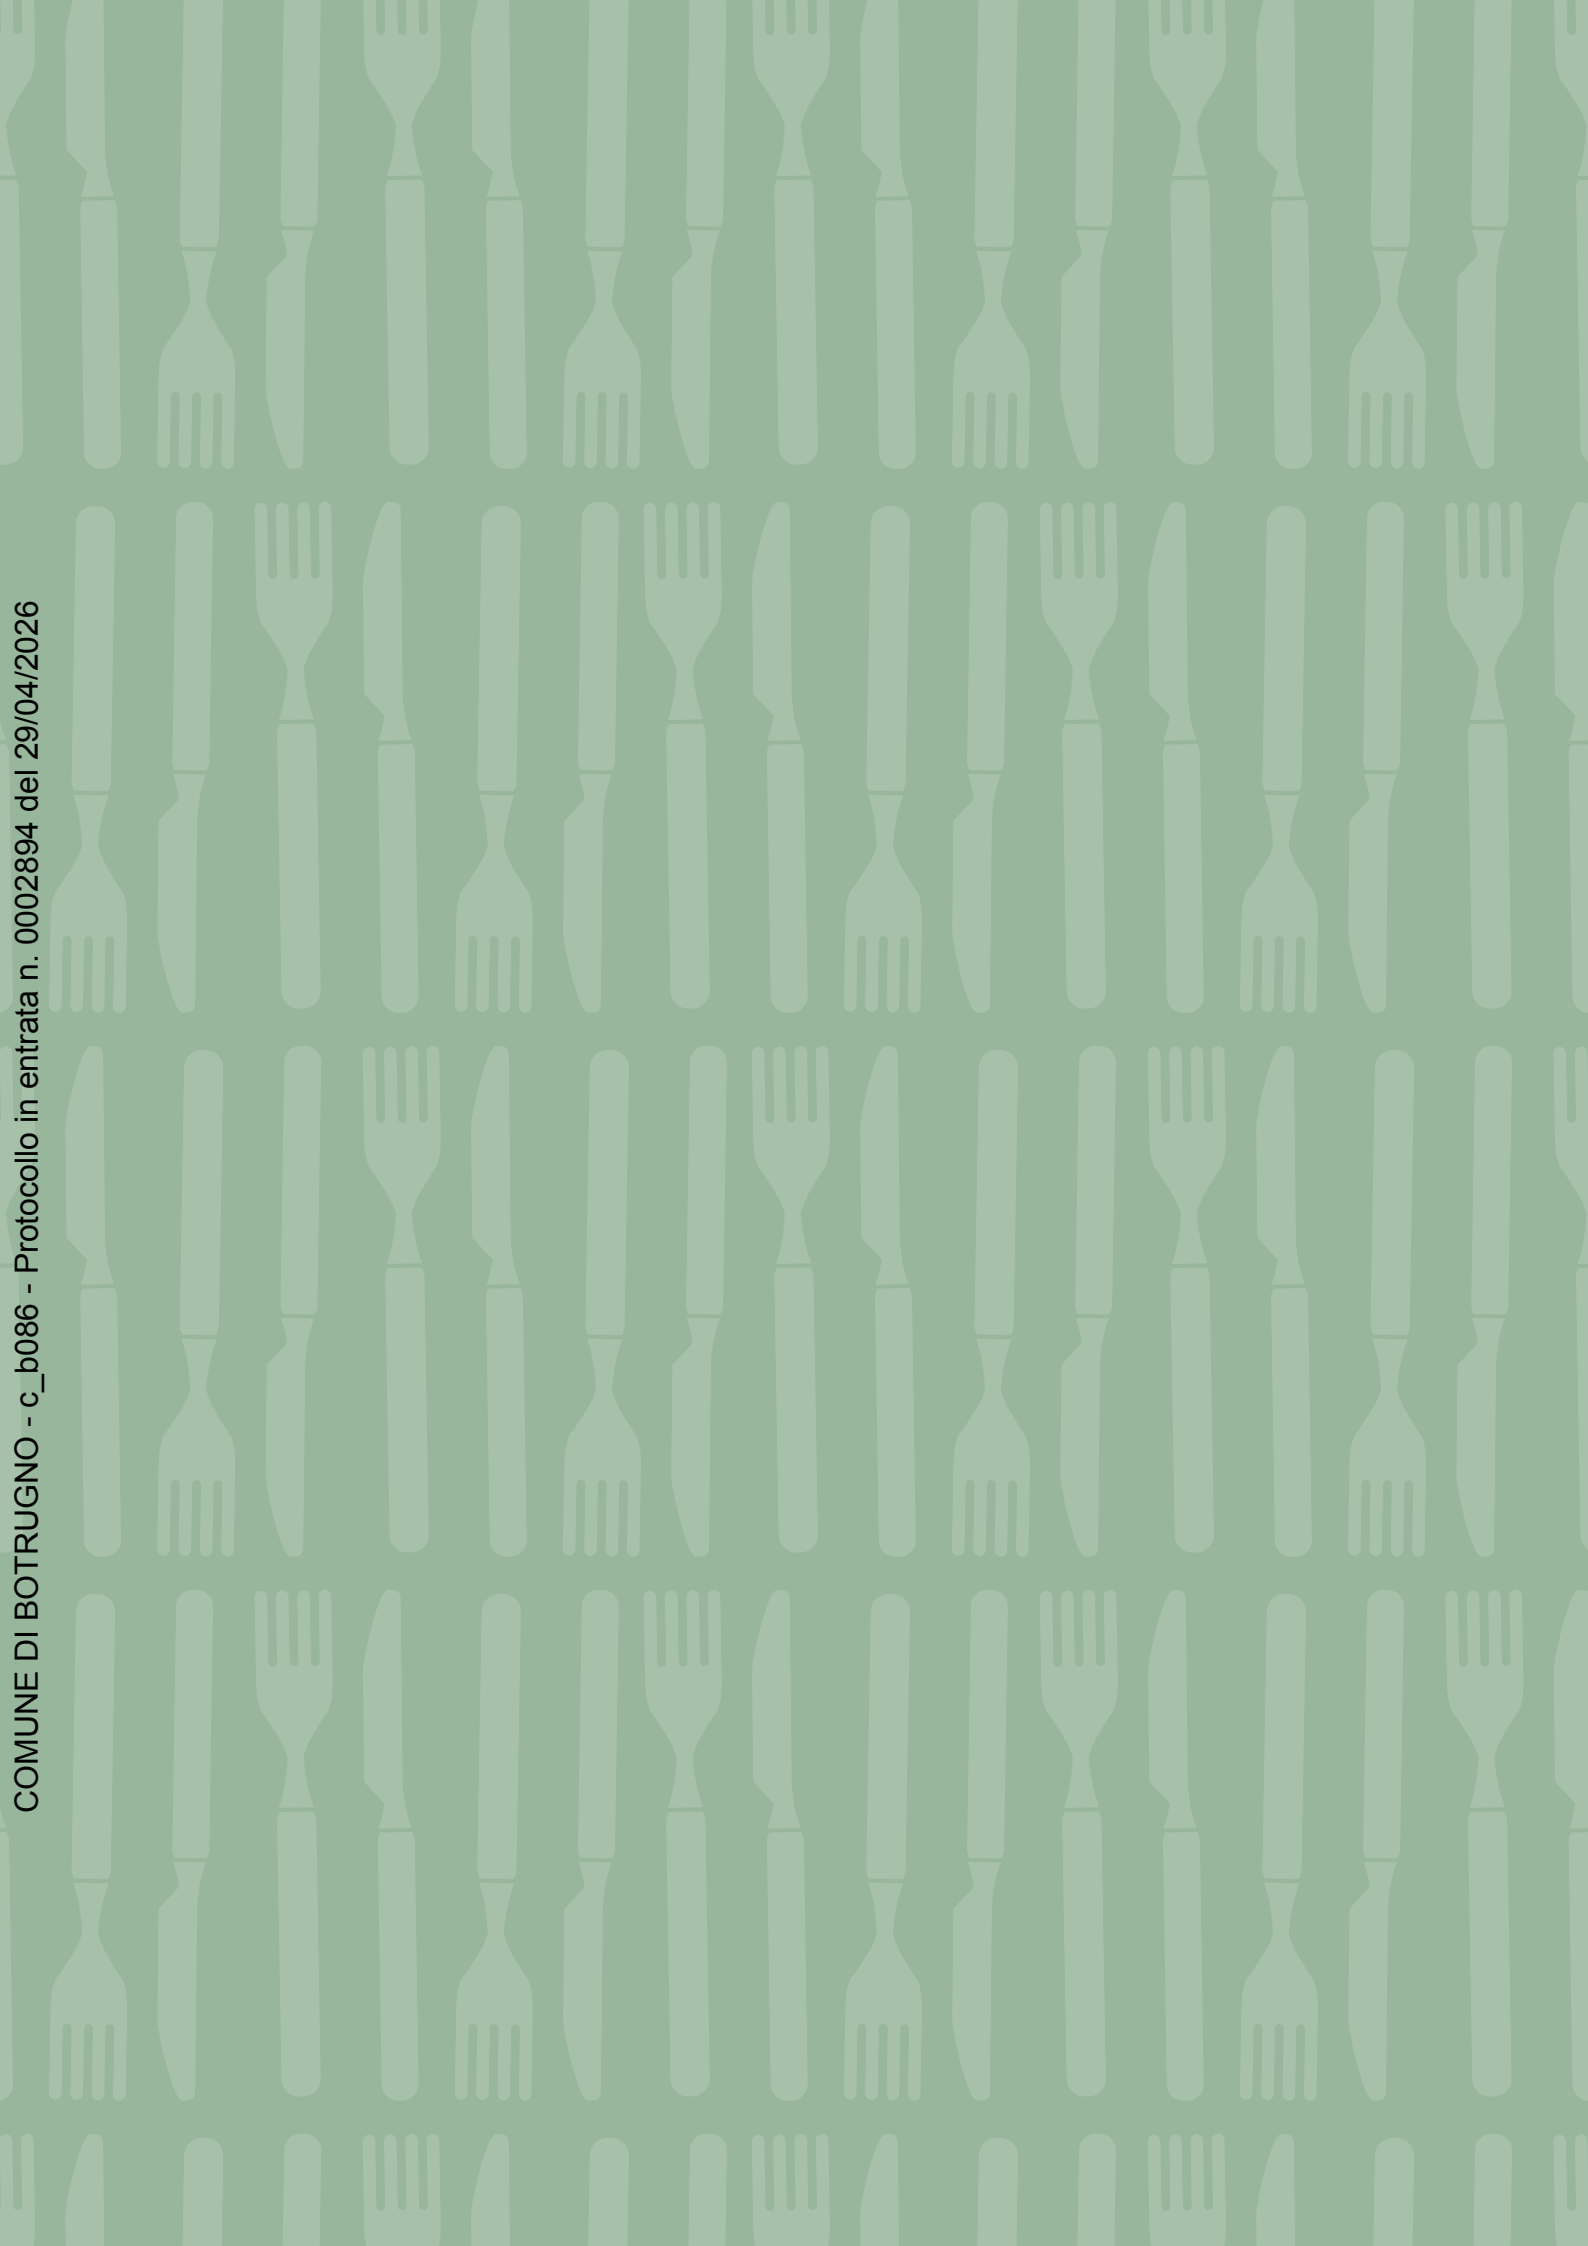 COMUNE DI BOTRUGNO - c_b086 - Protocollo in entrata n. 0002894 del 29/04/2026